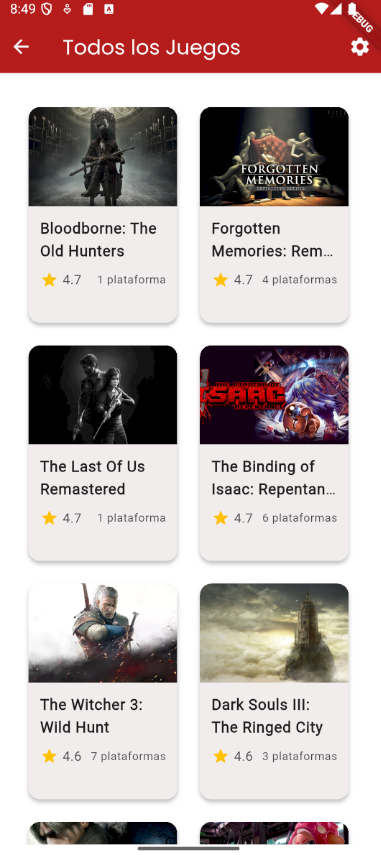 8:49
DEBUG
Todos los Juegos
FORGOTTEN
MEMORIES
Bloodborne: The
Old Hunters
4.7 1 plataforma
Forgotten
Memories: Rem…
4.7 4 plataformas
ISAAC
The Last Of Us
Remastered
4.7 1 plataforma
The Binding of
Isaac: Repentan…
4.7 6 plataformas
The Witcher 3:
Wild Hunt
4.6 7 plataformas
Dark Souls III:
The Ringed City
4.6 3 plataformas